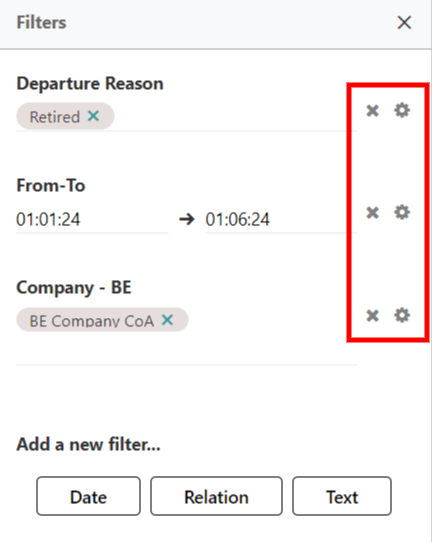 Filters
Departure Reason
Retired
From-To
01:01:24 → 01:06:24
Company - BE
BE Company CoA
Add a new filter...
Date Relation Text